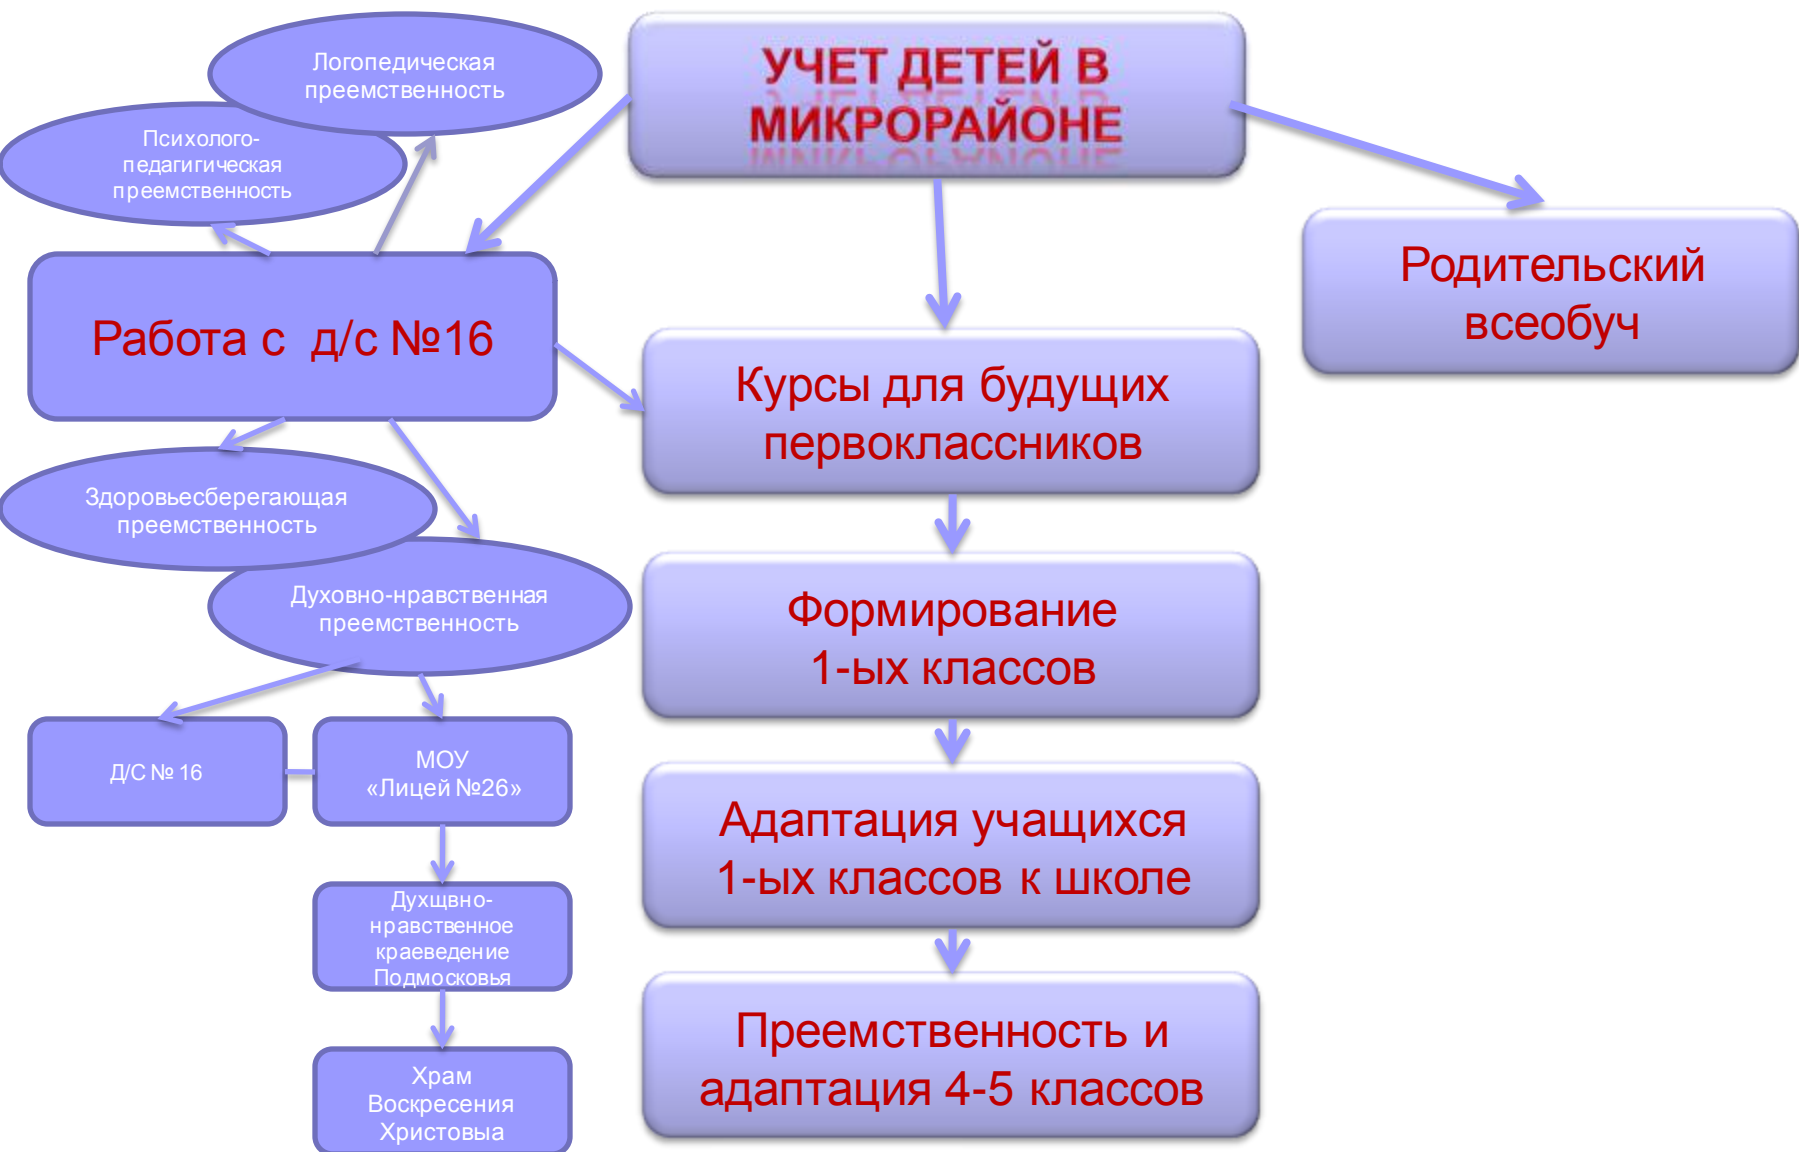 Логопедическая
преемственность
УЧЕТ ДЕТЕЙ В
МИКРОРАЙОНЕ
Психолого-
педагигическая
преемственность
Родительский
всеобуч
Работа с д/с №16
Курсы для будущих
первоклассников
Здоровьесберегающая
преемственность
Духовно-нравственная
преемственность
Формирование
1-ых классов
Д/С № 16
МОУ
«Лицей №26»
Адаптация учащихся
1-ых классов к школе
Духщвно-
нравственное
краеведение
Подмосковья
Преемственность и
адаптация 4-5 классов
Храм
Воскресения
Христовыа